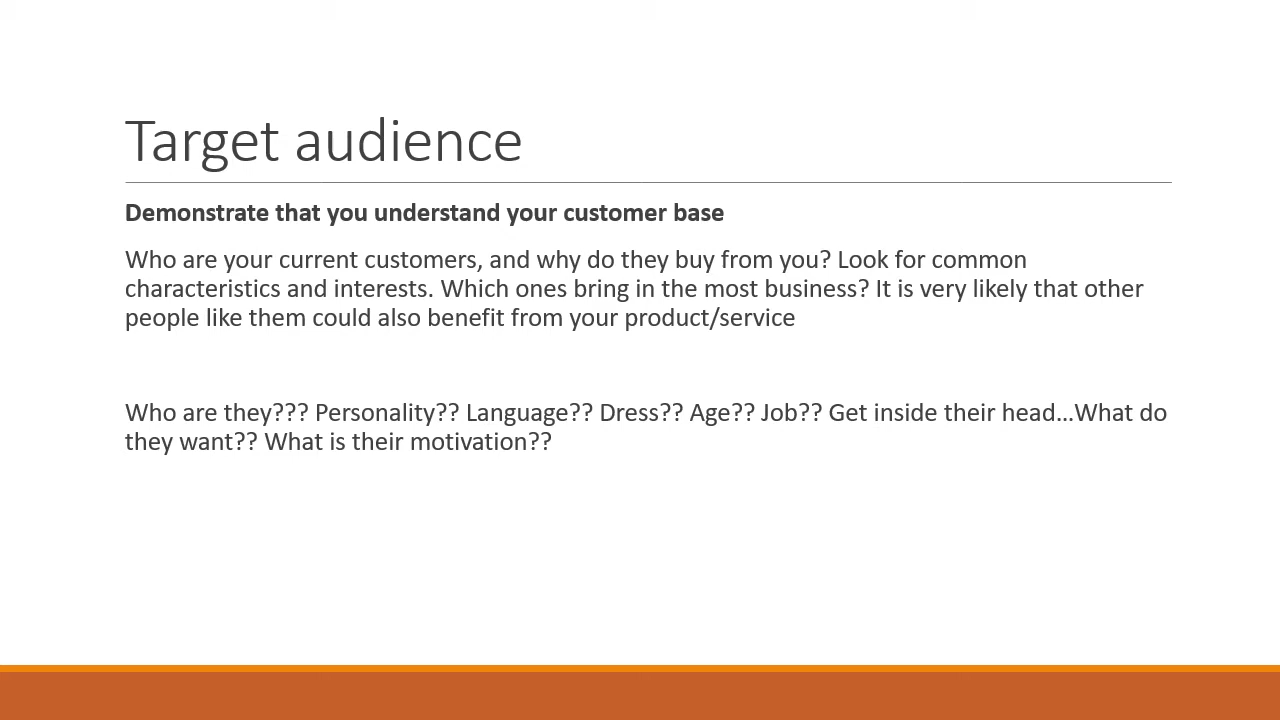 Target audience
Demonstrate that you understand your customer base
Who are your current customers, and why do they buy from you? Look for common
characteristics and interests. Which ones bring in the most business? It is very likely that other
people like them could also benefit from your product/service
Who are they??? Personality?? Language?? Dress?? Age?? Job?? Get inside their head...What do
they want?? What is their motivation??